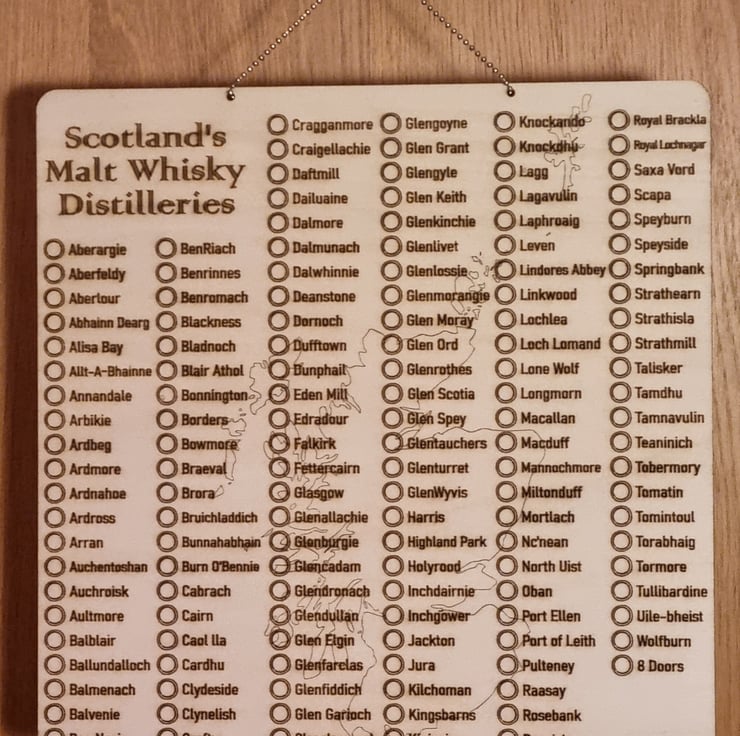 Scotland's
Malt Whisky
Distilleries
Aberargie
Aberfeldy
Aberlour
Abhainn Dearg
Alisa Bay
Allt-A-Bhainne
Annandale
Arbikie
Ardbeg
Ardmore
Ardnahoe
Ardross
Arran
Auchentoshan
Auchroisk
Aultmore
Balblair
Ballundalloch
Balmenach
Balvenie
BenRiach
Benrinnes
Benromach
Blackness
Bladnoch
Blair Athol
Bonnington
Borders
Bowmore
Braeval
Brora
Bruichladdich
Bunnahabhain
Burn O'Bennie
Cabrach
Cairn
Caol Ila
Cardhu
Clydeside
Clynelish
Cragganmore
Craigellachie
Daftmill
Dailuaine
Dalmore
Dalmunach
Dalwhinnie
Deanstone
Dornoch
Dufftown
Dunphail
Eden Mill
Edradour
Falkirk
Fettercairn
Glasgow
Glenallachie
Glenburgie
Glencadam
Glendronach
Glendullan
Glen Elgin
Glenfarclas
Glenfiddich
Glen Garioch
Glengoyne
Glen Grant
Glengyle
Glen Keith
Glenkinchie
Glenlivet
Glenlossie
Glenmorangie
Glen Moray
Glen Ord
Glenrothes
Glen Scotia
Glen Spey
Glentauchers
Glenturret
GlenWyvis
Harris
Highland Park
Holyrood
Inchdairnie
Inchgower
Jackton
Jura
Kilchoman
Kingsbarns
Knockando
Knockdhu
Lagg
Lagavulin
Laphroaig
Leven
Lindores Abbey
Linkwood
Lochlea
Loch Lomand
Lone Wolf
Longmorn
Macallan
Macduff
Mannochmore
Miltonduff
Mortlach
Nc'nean
North Uist
Oban
Port Ellen
Port of Leith
Pulteney
Raasay
Rosebank
Royal Brackla
Royal Lochnagar
Saxa Vord
Scapa
Speyburn
Speyside
Springbank
Strathearn
Strathisla
Strathmill
Talisker
Tamdhu
Tamnavulin
Teaninich
Tobermory
Tomatin
Tomintoul
Torabhaig
Tormore
Tullibardine
Uile-bheist
Wolfburn
8 Doors